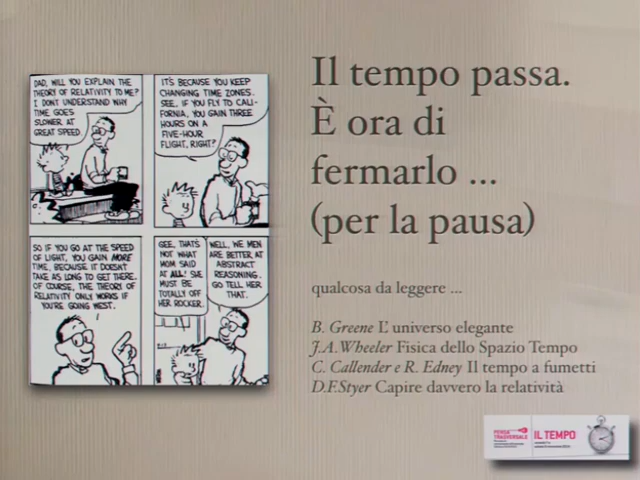 DAD, WILL YOU EXPLAIN THE
THEORY OF RELATIVITY TO ME?
I DON'T UNDERSTAND WHY
TIME GOES
SLOWER AT
GREAT SPEED.
IT'S BECAUSE YOU KEEP
CHANGING TIME ZONES.
SEE, IF YOU FLY TO CALI-
FORNIA, YOU GAIN THREE
HOURS ON A
FIVE-HOUR
FLIGHT, RIGHT?
SO IF YOU GO AT THE SPEED
OF LIGHT, YOU GAIN MORE
TIME, BECAUSE IT DOESN'T
TAKE AS LONG TO GET THERE.
OF COURSE, THE THEORY OF
RELATIVITY ONLY WORKS IF
YOU'RE GOING WEST.
GEE, THAT'S
NOT WHAT
MOM SAID
AT ALL! SHE
MUST BE
TOTALLY OFF
HER ROCKER.
WELL, WE MEN
ARE BETTER AT
ABSTRACT
REASONING.
GO TELL HER
THAT.
Il tempo passa.
È ora di
fermarlo ...
(per la pausa)
qualcosa da leggere ...
B. Greene L' universo elegante
J.A.Wheeler Fisica dello Spazio Tempo
C. Callender e R. Edney Il tempo a fumetti
D.F.Styer Capire davvero la relatività
PENSA
TRASVERSALE
IL TEMPO